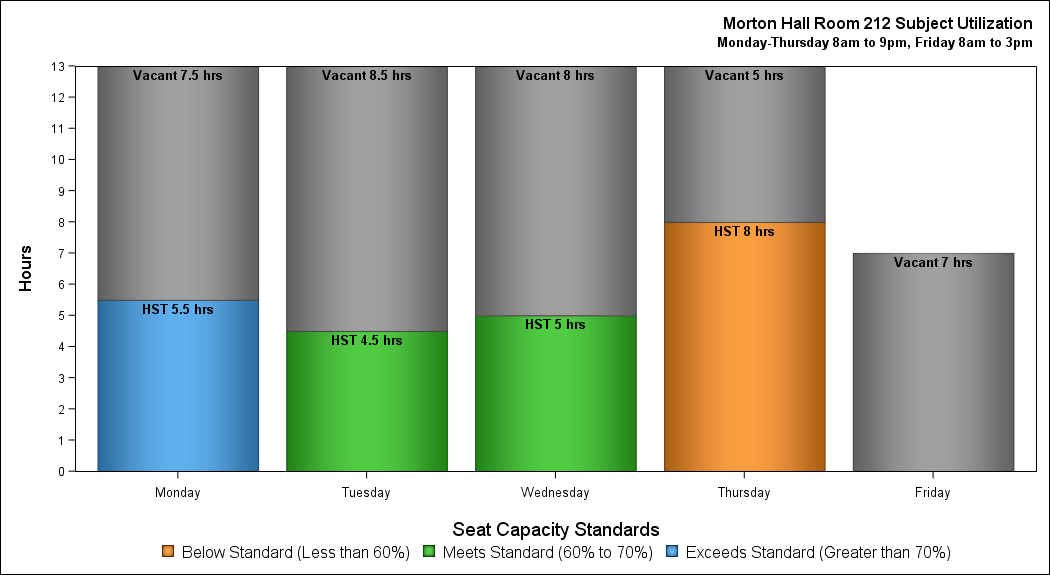 Morton Hall Room 212 Subject Utilization
Monday-Thursday 8am to 9pm, Friday 8am to 3pm
13
12
11
10
9
8
7
6
5
4
3
2
1
0
Hours
Vacant 7.5 hrs
Vacant 8.5 hrs
Vacant 8 hrs
Vacant 5 hrs
HST 8 hrs
Vacant 7 hrs
HST 5.5 hrs
HST 5 hrs
HST 4.5 hrs
Monday
Tuesday
Wednesday
Thursday
Friday
Seat Capacity Standards
Below Standard (Less than 60%)
Meets Standard (60% to 70%)
Exceeds Standard (Greater than 70%)